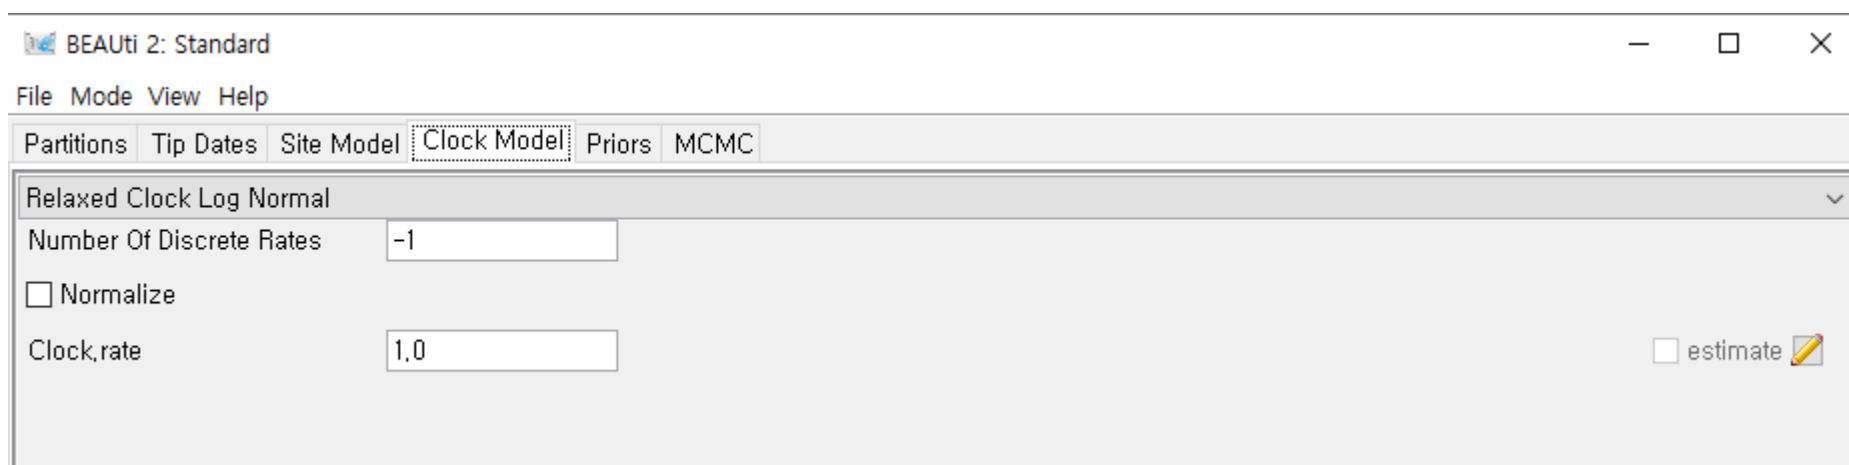 BEAUti 2: Standard
File Mode View Help
Partitions Tip Dates Site Model Clock Model Priors MCMC
Relaxed Clock Log Normal
Number Of Discrete Rates -1
Normalize
Clock.rate 1.0 estimate